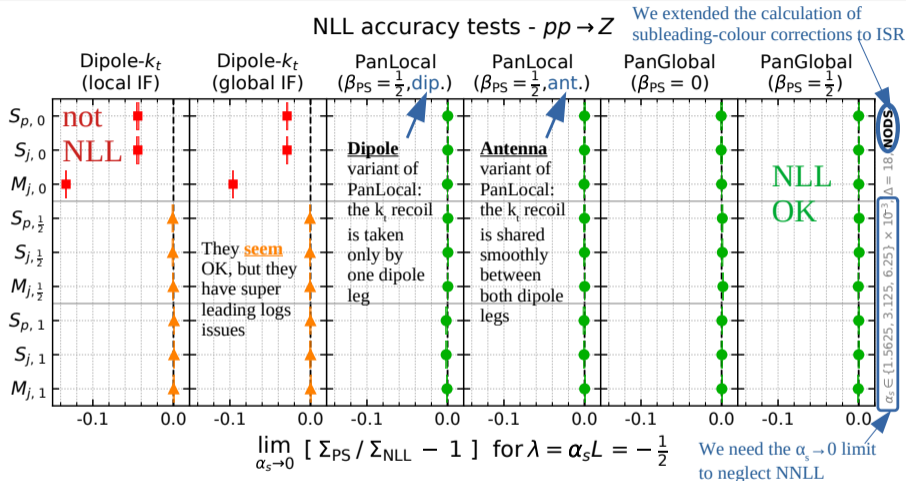 We extended the calculation of
subleading-colour corrections to ISR
NLL accuracy tests - pp → Z
Dipole-kt
(local IF)
Dipole-kt
(global IF)
PanLocal
(βPS = 1/2, dip.)
PanLocal
(βPS = 1/2, ant.)
PanGlobal
(βPS = 0)
PanGlobal
(βPS = 1/2)
Sp, 0
Sj, 0
Mj, 0
Sp, 1/2
Sj, 1/2
Mj, 1/2
Sp, 1
Sj, 1
Mj, 1
not
NLL
They seem
OK, but they
have super
leading logs
issues
Dipole
variant of
PanLocal:
the kt recoil
is taken
only by
one dipole
leg
Antenna
variant of
PanLocal:
the kt recoil
is shared
smoothly
between
both dipole
legs
NLL
OK
αs ∈ {1.5625, 3.125, 6.25} × 10⁻³, Δ = 18, NODS
-0.1 0.0 -0.1 0.0 -0.1 0.0 -0.1 0.0 -0.1 0.0 -0.1 0.0
lim αs→0 [ ΣPS / ΣNLL − 1 ] for λ = αsL = − 1/2
We need the αs→0 limit
to neglect NNLL